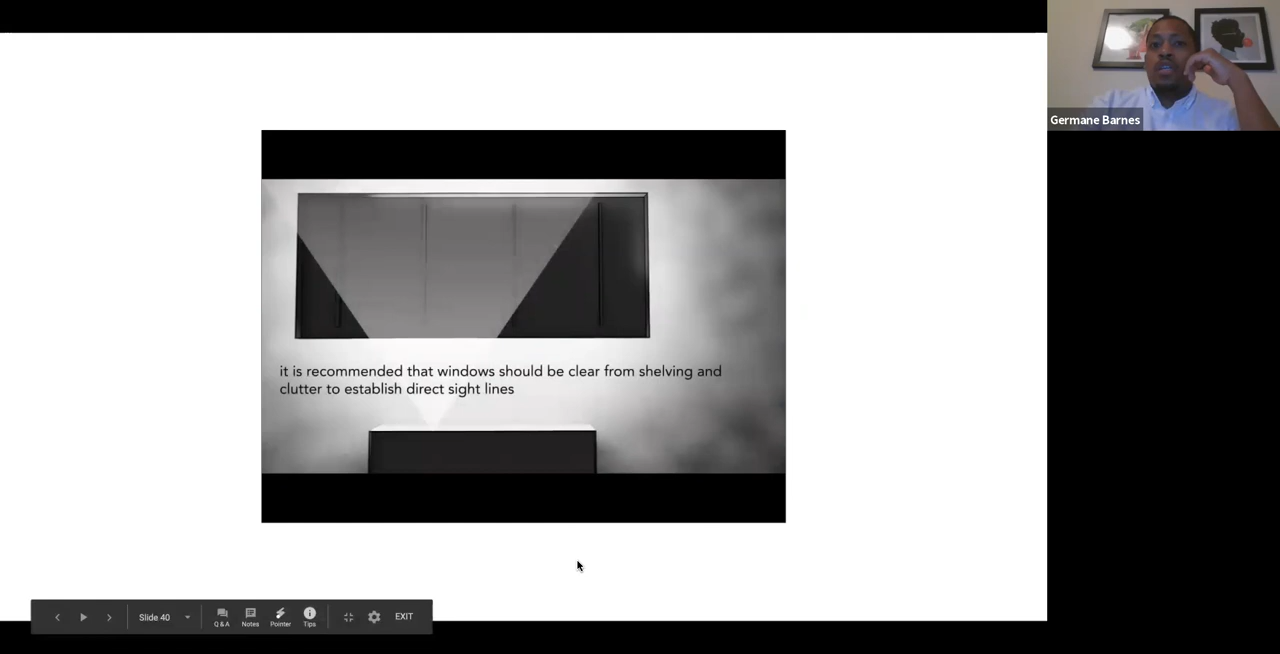 Germane Barnes
it is recommended that windows should be clear from shelving and
clutter to establish direct sight lines
Slide 40
Q & A
Notes
Pointer
Tips
EXIT